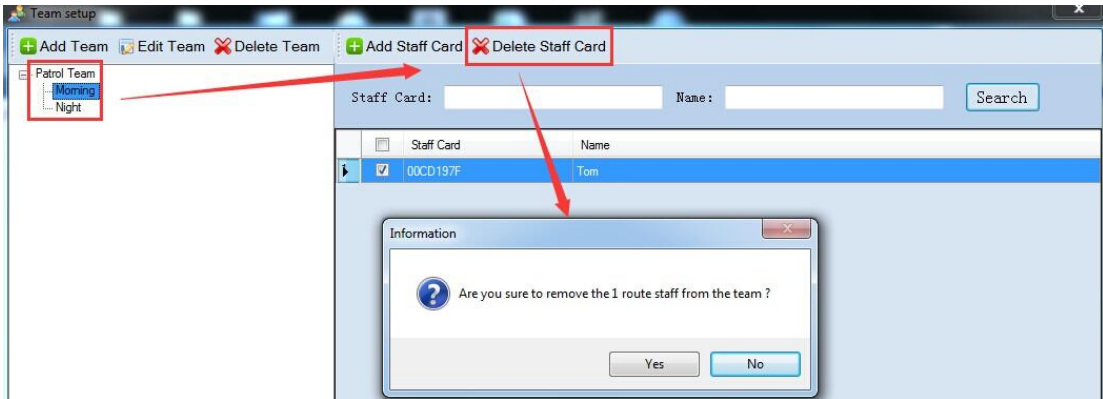 Team setup
Add Team Edit Team Delete Team Add Staff Card Delete Staff Card
Patrol Team
Morning
Night
Staff Card: Name: Search
Staff Card Name
00CD197F Tom
Information
Are you sure to remove the 1 route staff from the team ?
Yes No